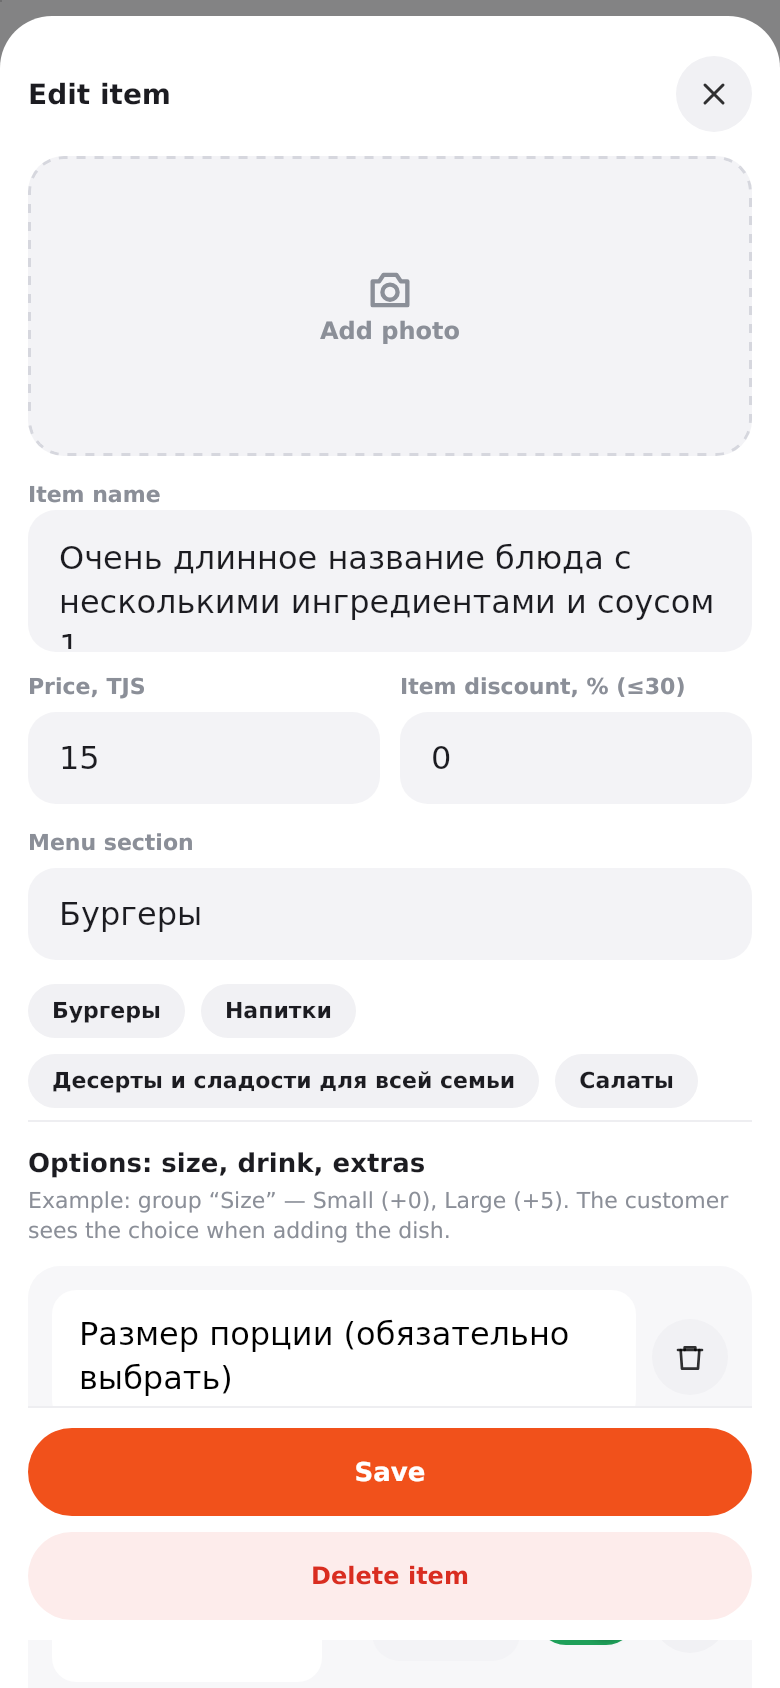 Edit item
Add photo
Item name
Очень длинное название блюда с
несколькими ингредиентами и соусом
1
Price, TJS
Item discount, % (≤30)
15
0
Menu section
Бургеры
Бургеры
Напитки
Десерты и сладости для всей семьи
Салаты
Options: size, drink, extras
Example: group “Size” — Small (+0), Large (+5). The customer
sees the choice when adding the dish.
Размер порции (обязательно
выбрать)
Save
Delete item